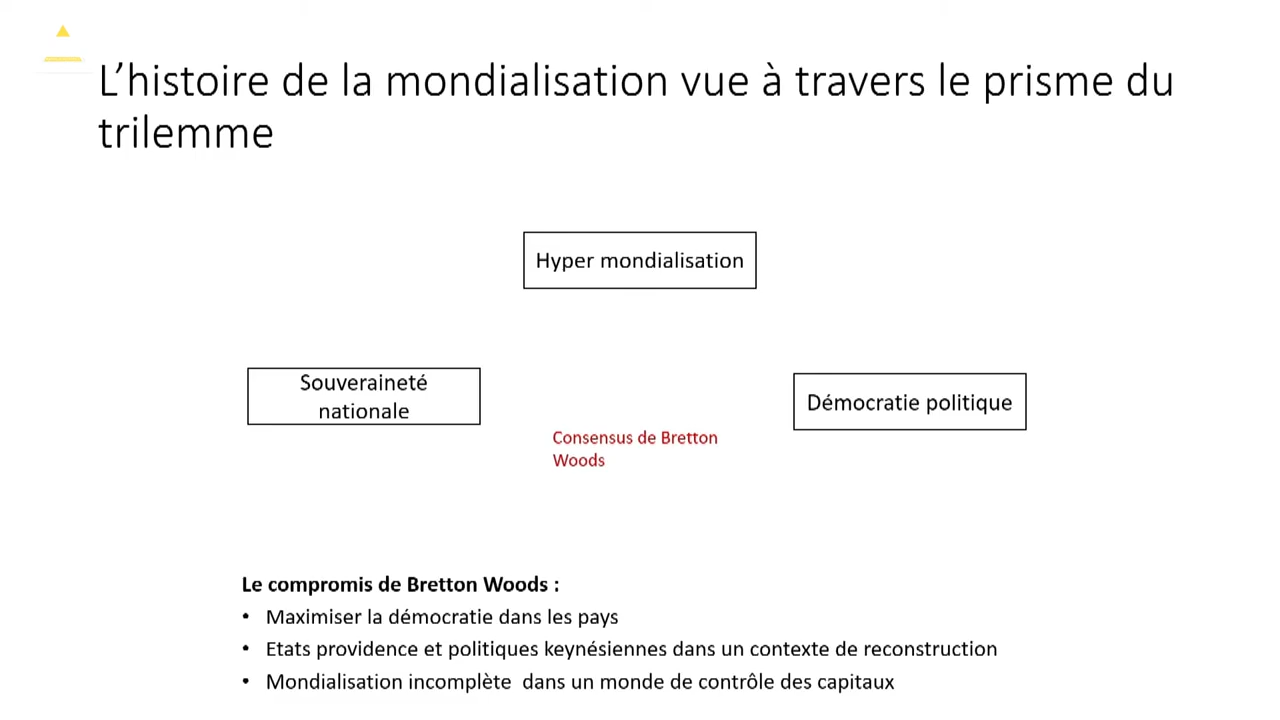 L’histoire de la mondialisation vue à travers le prisme du
trilemme
Hyper mondialisation
Souveraineté
nationale
Démocratie politique
Consensus de Bretton
Woods
Le compromis de Bretton Woods :
• Maximiser la démocratie dans les pays
• Etats providence et politiques keynésiennes dans un contexte de reconstruction
• Mondialisation incomplète  dans un monde de contrôle des capitaux